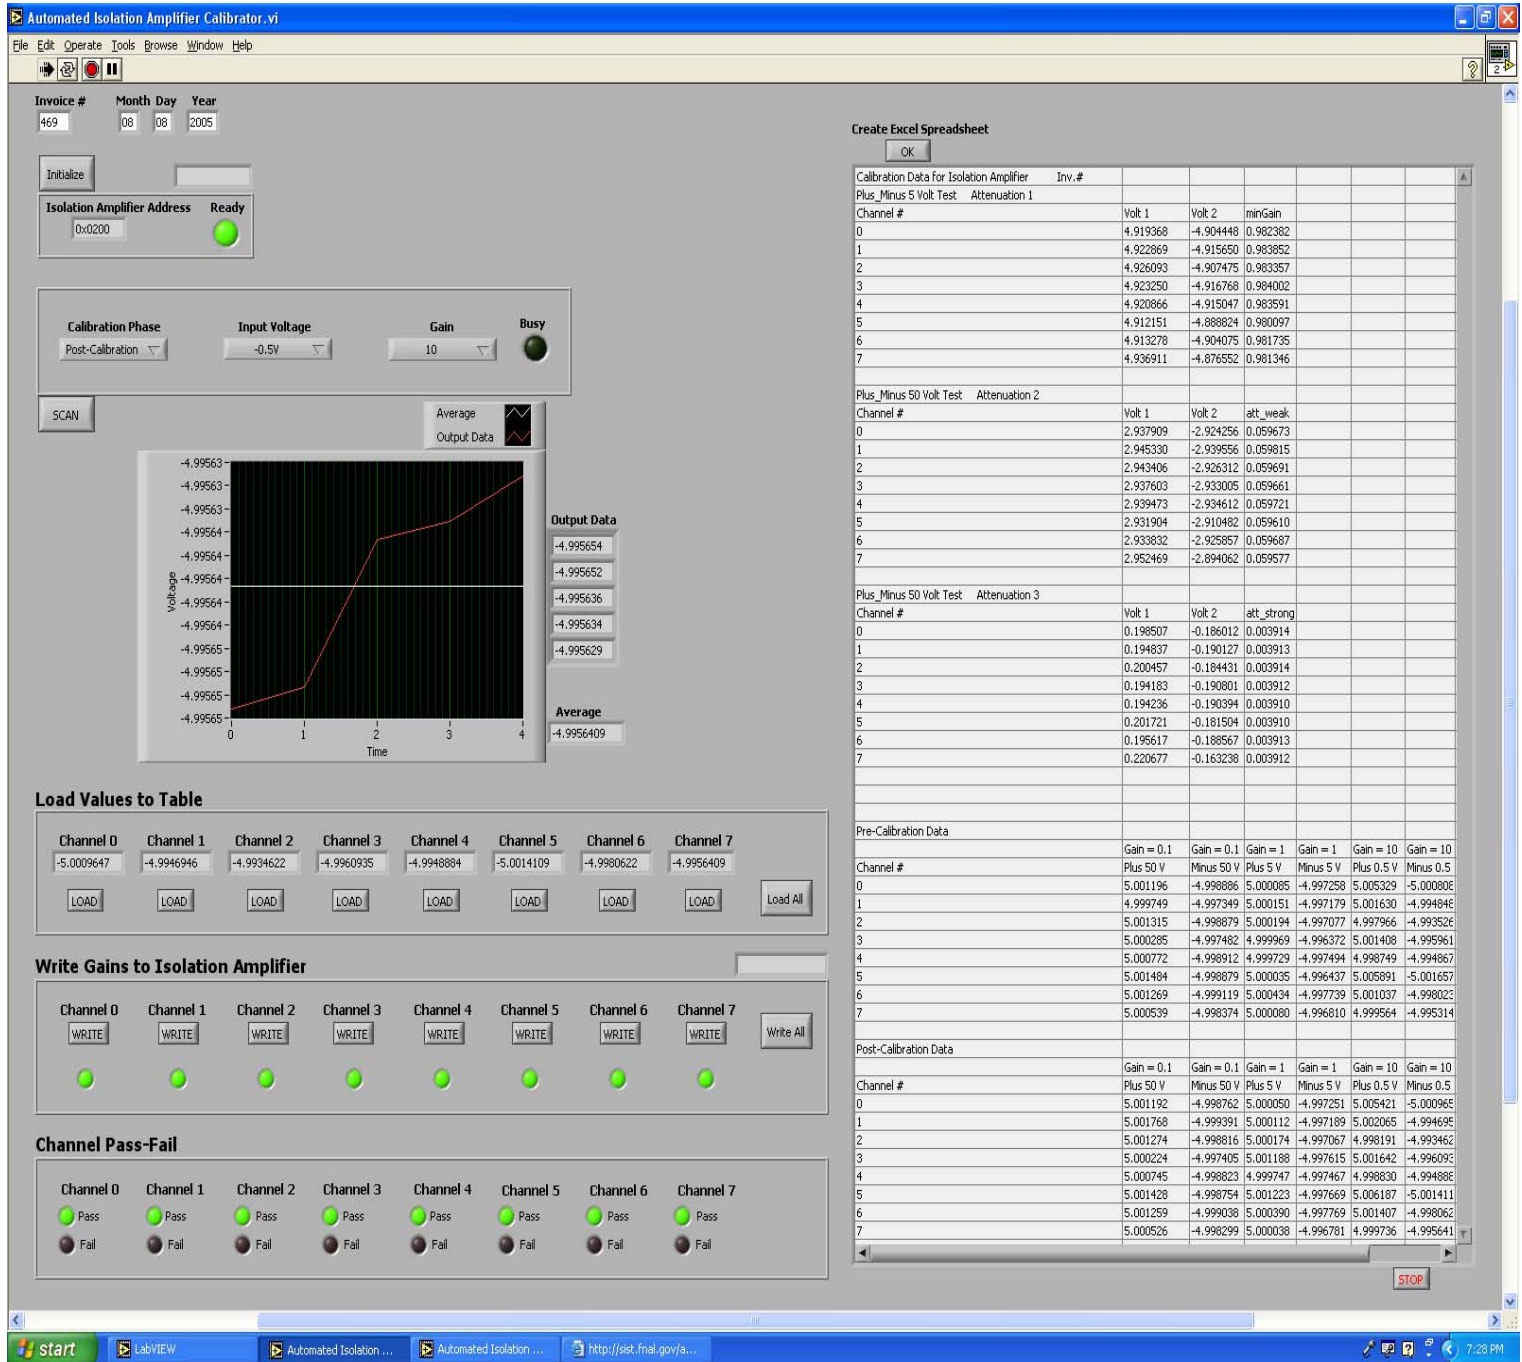 Automated Isolation Amplifier Calibrator.vi
File Edit Operate Tools Browse Window Help
2
Invoice # Month Day Year
469 08 08 2005
Initialize
Isolation Amplifier Address Ready
0x0200
Calibration Phase Input Voltage Gain Busy
Post-Calibration -0.5V 10
SCAN
Average
Output Data
-4.99563
-4.99563
-4.99563
-4.99564
-4.99564
-4.99564
-4.99564
-4.99564
-4.99565
-4.99565
-4.99565
-4.99565
Voltage
0 1 2 3 4
Time
Output Data
-4.995654
-4.995652
-4.995636
-4.995634
-4.995629
Average
-4.9956409
Load Values to Table
Channel 0 Channel 1 Channel 2 Channel 3 Channel 4 Channel 5 Channel 6 Channel 7
-5.0009647 -4.9946946 -4.9934622 -4.9960935 -4.9948884 -5.0014109 -4.9980622 -4.9956409
LOAD LOAD LOAD LOAD LOAD LOAD LOAD LOAD Load All
Write Gains to Isolation Amplifier
Channel 0 Channel 1 Channel 2 Channel 3 Channel 4 Channel 5 Channel 6 Channel 7
WRITE WRITE WRITE WRITE WRITE WRITE WRITE WRITE Write All
Channel Pass-Fail
Channel 0 Channel 1 Channel 2 Channel 3 Channel 4 Channel 5 Channel 6 Channel 7
Pass Pass Pass Pass Pass Pass Pass Pass
Fail Fail Fail Fail Fail Fail Fail Fail
Create Excel Spreadsheet
OK
Calibration Data for Isolation Amplifier Inv.#
Plus_Minus 5 Volt Test Attenuation 1
Channel # Volt 1 Volt 2 minGain
0 4.919368 -4.904448 0.982382
1 4.922869 -4.915650 0.983852
2 4.926093 -4.907475 0.983357
3 4.923250 -4.916768 0.984002
4 4.920866 -4.915047 0.983591
5 4.912151 -4.888824 0.980097
6 4.913278 -4.904075 0.981735
7 4.936911 -4.876552 0.981346
Plus_Minus 50 Volt Test Attenuation 2
Channel # Volt 1 Volt 2 att_weak
0 2.937909 -2.924256 0.059673
1 2.945330 -2.939556 0.059815
2 2.943406 -2.926312 0.059691
3 2.937603 -2.933005 0.059661
4 2.939473 -2.934612 0.059721
5 2.931904 -2.910482 0.059610
6 2.933832 -2.925857 0.059687
7 2.952469 -2.894062 0.059577
Plus_Minus 50 Volt Test Attenuation 3
Channel # Volt 1 Volt 2 att_strong
0 0.198507 -0.186012 0.003914
1 0.194837 -0.190127 0.003913
2 0.200457 -0.184431 0.003914
3 0.194183 -0.190801 0.003912
4 0.194236 -0.190394 0.003910
5 0.201721 -0.181504 0.003910
6 0.195617 -0.188567 0.003913
7 0.220677 -0.163238 0.003912
Pre-Calibration Data
Gain = 0.1 Gain = 0.1 Gain = 1 Gain = 1 Gain = 10 Gain = 10
Channel # Plus 50 V Minus 50 V Plus 5 V Minus 5 V Plus 0.5 V Minus 0.5
0 5.001196 -4.998886 5.000085 -4.997258 5.005329 -5.000808
1 4.999749 -4.997349 5.000151 -4.997179 5.001630 -4.994848
2 5.001315 -4.998879 5.000194 -4.997077 4.997966 -4.993526
3 5.000285 -4.997482 4.999969 -4.996372 5.001408 -4.995961
4 5.000772 -4.998912 4.999729 -4.997494 4.998749 -4.994867
5 5.001484 -4.998879 5.000035 -4.996437 5.005891 -5.001657
6 5.001269 -4.999119 5.000434 -4.997739 5.001037 -4.998023
7 5.000539 -4.998374 5.000080 -4.996810 4.999564 -4.995314
Post-Calibration Data
Gain = 0.1 Gain = 0.1 Gain = 1 Gain = 1 Gain = 10 Gain = 10
Channel # Plus 50 V Minus 50 V Plus 5 V Minus 5 V Plus 0.5 V Minus 0.5
0 5.001192 -4.998762 5.000050 -4.997251 5.005421 -5.000965
1 5.001768 -4.999391 5.000112 -4.997189 5.002065 -4.994695
2 5.001274 -4.998816 5.000174 -4.997067 4.998191 -4.993462
3 5.000224 -4.997405 5.001188 -4.997615 5.001642 -4.996093
4 5.000745 -4.998823 4.999747 -4.997467 4.998830 -4.994888
5 5.001428 -4.998754 5.001223 -4.997669 5.006187 -5.001411
6 5.001259 -4.999038 5.000390 -4.997769 5.001407 -4.998062
7 5.000526 -4.998299 5.000038 -4.996781 4.999736 -4.995641
STOP
start LabVIEW Automated Isolation ... Automated Isolation ... http://sist.fnal.gov/a... 7:28 PM